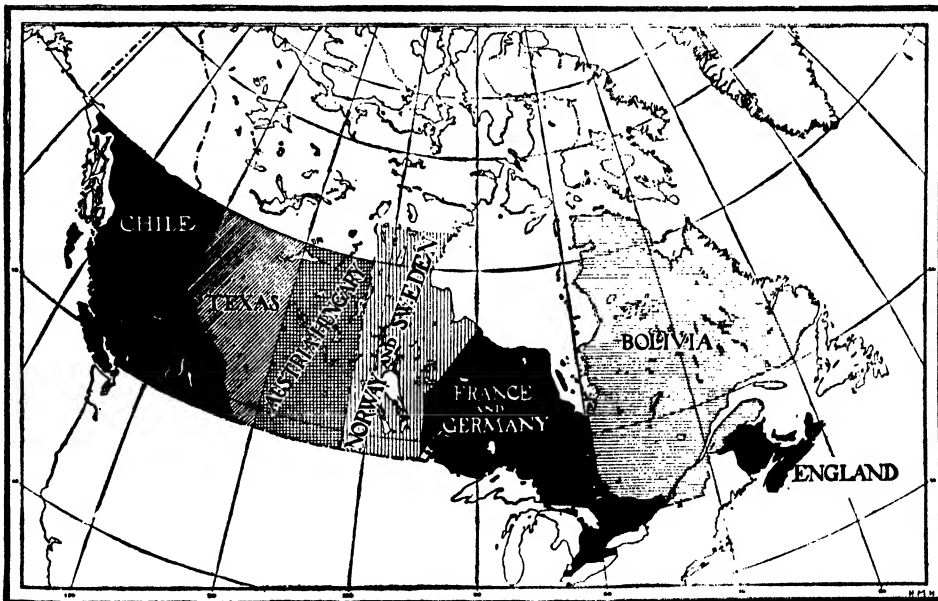 CHILE
TEXAS
AUSTRIA HUNGARY
NORWAY AND SWEDEN
FRANCE
AND
GERMANY
BOLIVIA
ENGLAND
H.M.H.